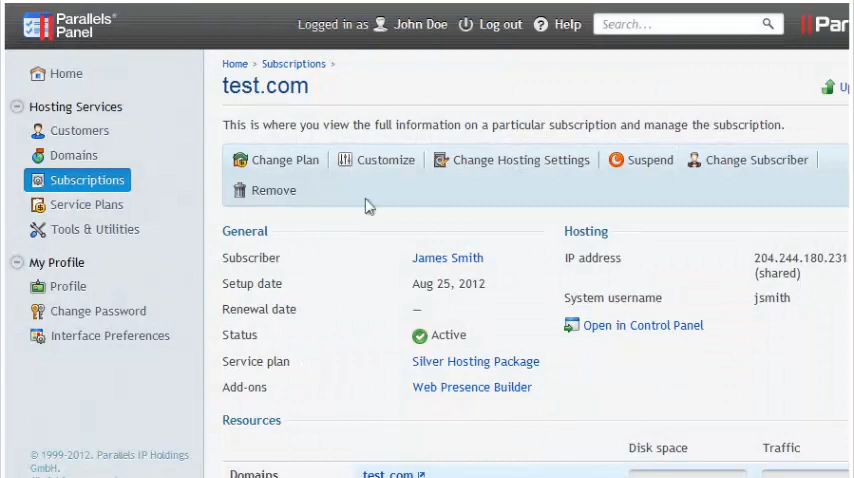 Parallels®
Panel
Logged in as John Doe Log out Help Search...
Home
Hosting Services
Customers
Domains
Subscriptions
Service Plans
Tools & Utilities
My Profile
Profile
Change Password
Interface Preferences
© 1999-2012. Parallels IP Holdings
GmbH.
Home > Subscriptions >
test.com
This is where you view the full information on a particular subscription and manage the subscription.
Change Plan Customize Change Hosting Settings Suspend Change Subscriber
Remove
General
Subscriber James Smith
Setup date Aug 25, 2012
Renewal date —
Status Active
Service plan Silver Hosting Package
Add-ons Web Presence Builder
Hosting
IP address 204.244.180.231
(shared)
System username jsmith
Open in Control Panel
Resources
Disk space Traffic
Domains test.com